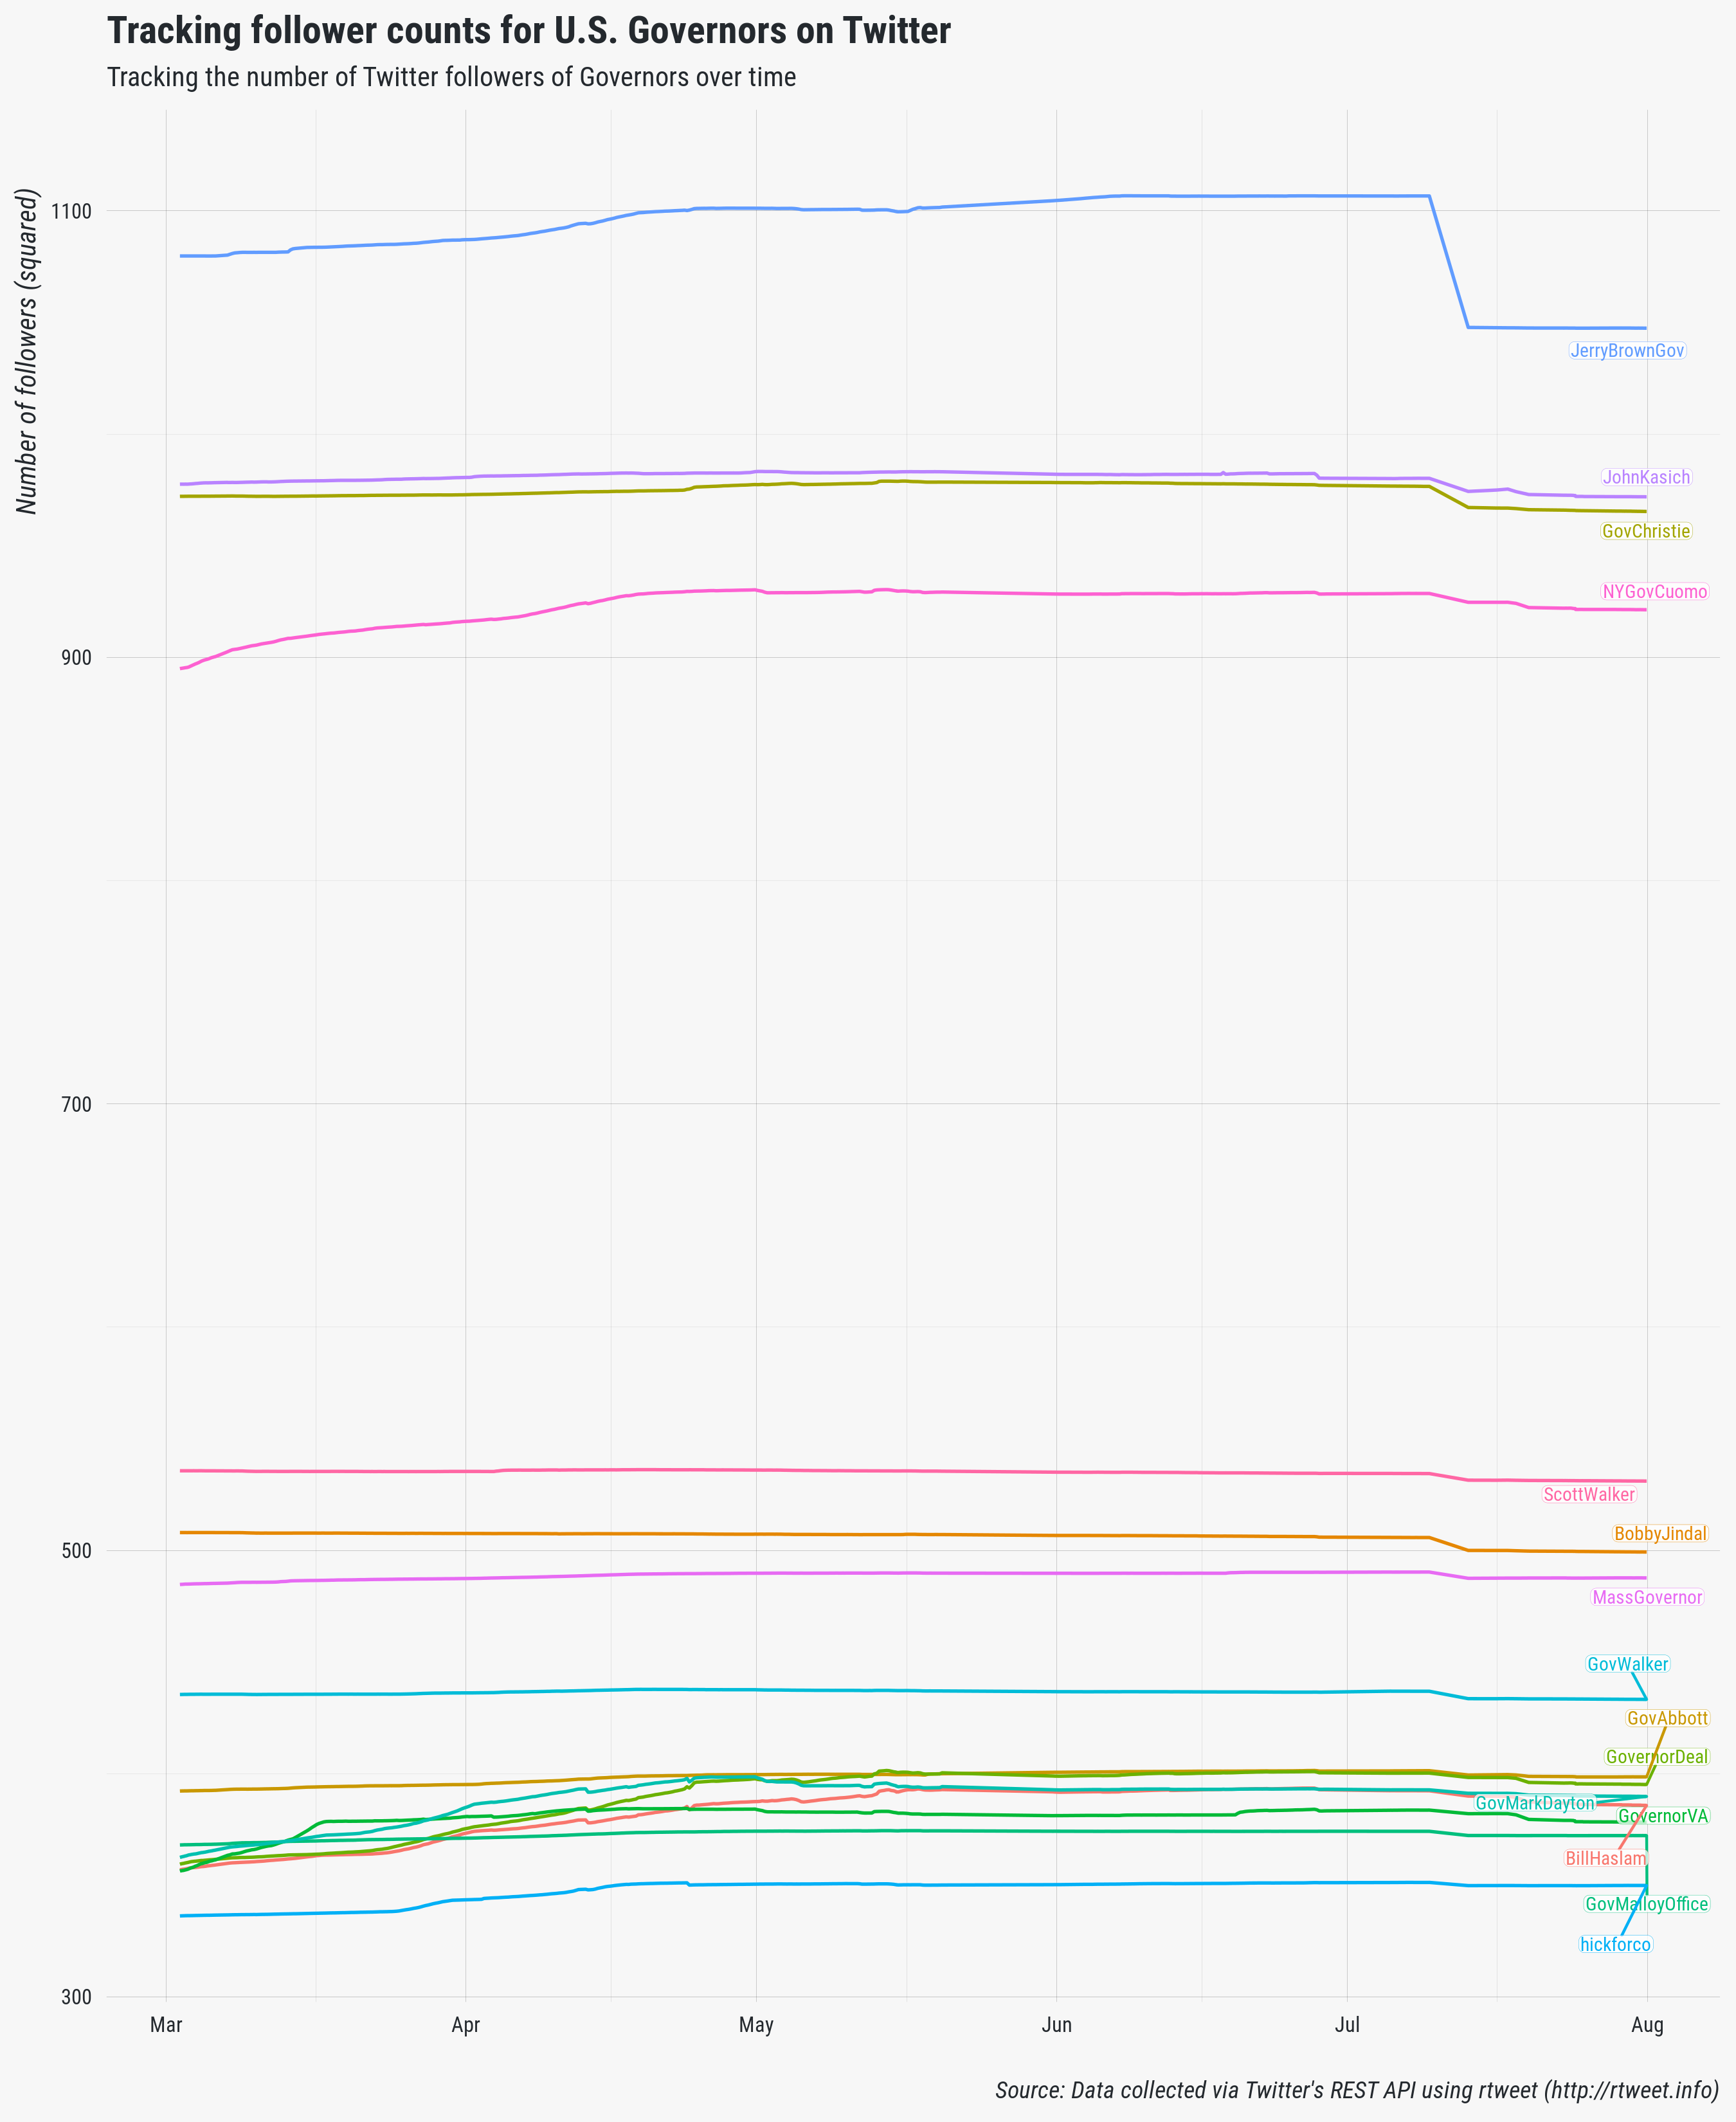 Tracking follower counts for U.S. Governors on Twitter
Tracking the number of Twitter followers of Governors over time
Number of followers (squared)
1100
900
700
500
300
JerryBrownGov
JohnKasich
GovChristie
NYGovCuomo
ScottWalker
BobbyJindal
MassGovernor
GovWalker
GovAbbott
GovernorDeal
GovMarkDayton
GovernorVA
BillHaslam
GovMalloyOffice
hickforco
Mar
Apr
May
Jun
Jul
Aug
Source: Data collected via Twitter's REST API using rtweet (http://rtweet.info)